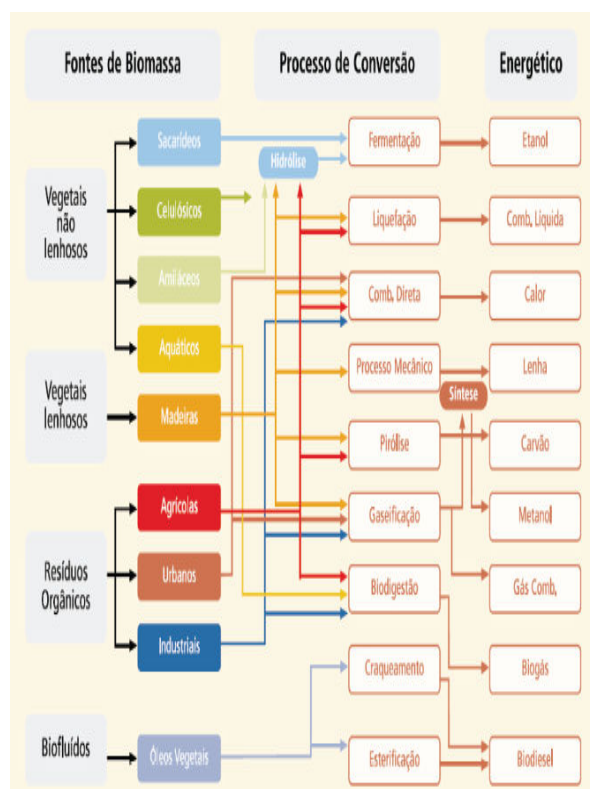 Fontes de Biomassa
Processo de Conversão
Energético
Vegetais
não
lenhosos
Vegetais
lenhosos
Resíduos
Orgânicos
Biofluídos
Sacarídeos
Celulósicos
Amiláceos
Aquáticos
Madeiras
Agrícolas
Urbanos
Industriais
Óleos Vegetais
Hidrólise
Fermentação
Liquefação
Comb. Direta
Processo Mecânico
Pirólise
Gaseificação
Biodigestão
Craqueamento
Esterificação
Síntese
Etanol
Comb. Liquida
Calor
Lenha
Carvão
Metanol
Gás Comb.
Biogás
Biodiesel